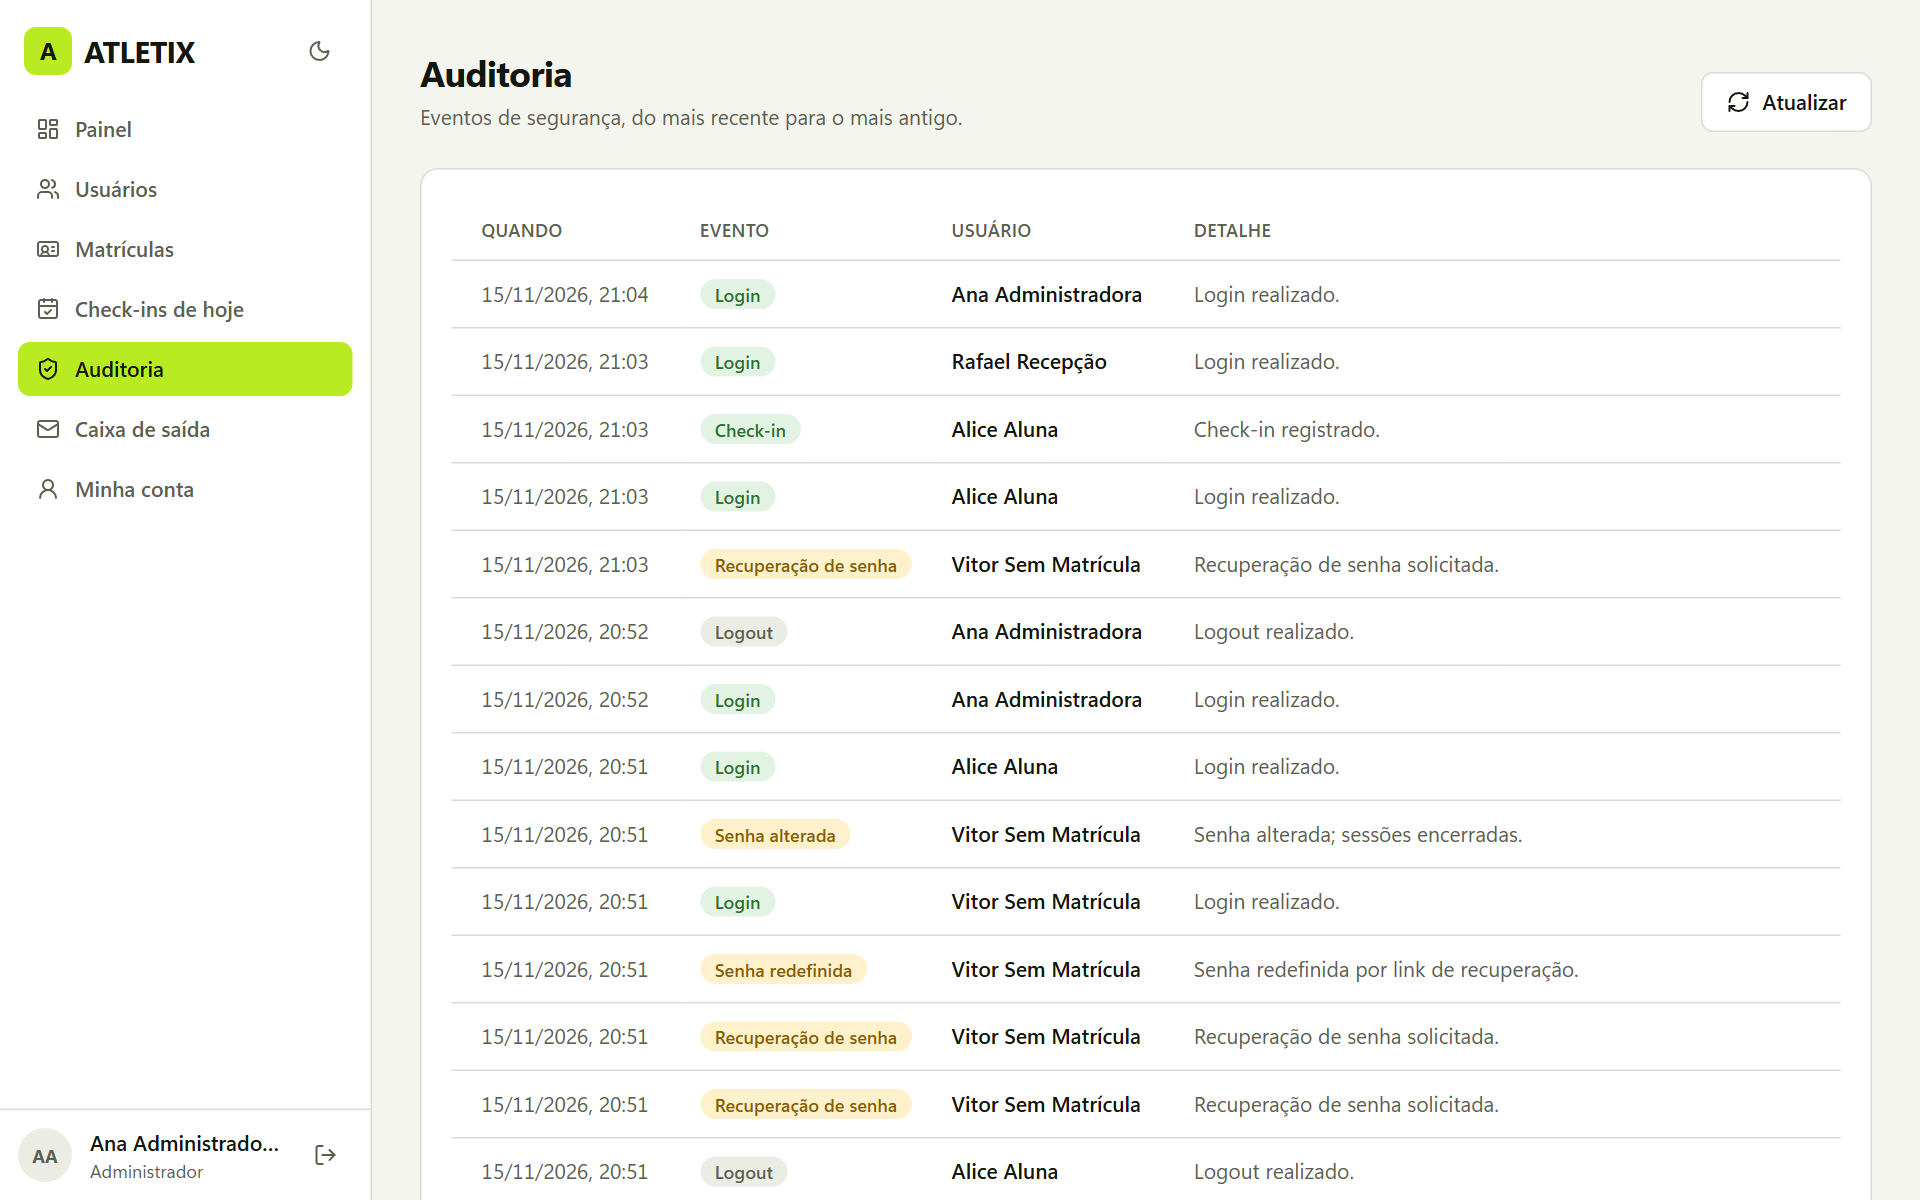 A ATLETIX
Painel
Usuários
Matrículas
Check-ins de hoje
Auditoria
Caixa de saída
Minha conta
AA
Ana Administrado...
Administrador
Auditoria
Eventos de segurança, do mais recente para o mais antigo.
Atualizar
QUANDO EVENTO USUÁRIO DETALHE
15/11/2026, 21:04 Login Ana Administradora Login realizado.
15/11/2026, 21:03 Login Rafael Recepção Login realizado.
15/11/2026, 21:03 Check-in Alice Aluna Check-in registrado.
15/11/2026, 21:03 Login Alice Aluna Login realizado.
15/11/2026, 21:03 Recuperação de senha Vitor Sem Matrícula Recuperação de senha solicitada.
15/11/2026, 20:52 Logout Ana Administradora Logout realizado.
15/11/2026, 20:52 Login Ana Administradora Login realizado.
15/11/2026, 20:51 Login Alice Aluna Login realizado.
15/11/2026, 20:51 Senha alterada Vitor Sem Matrícula Senha alterada; sessões encerradas.
15/11/2026, 20:51 Login Vitor Sem Matrícula Login realizado.
15/11/2026, 20:51 Senha redefinida Vitor Sem Matrícula Senha redefinida por link de recuperação.
15/11/2026, 20:51 Recuperação de senha Vitor Sem Matrícula Recuperação de senha solicitada.
15/11/2026, 20:51 Recuperação de senha Vitor Sem Matrícula Recuperação de senha solicitada.
15/11/2026, 20:51 Logout Alice Aluna Logout realizado.